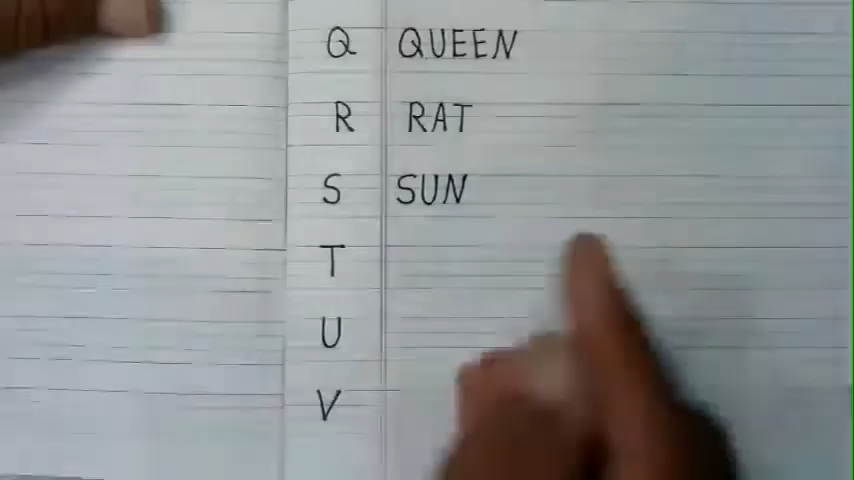 Q QUEEN
R RAT
S SUN
T
U
V